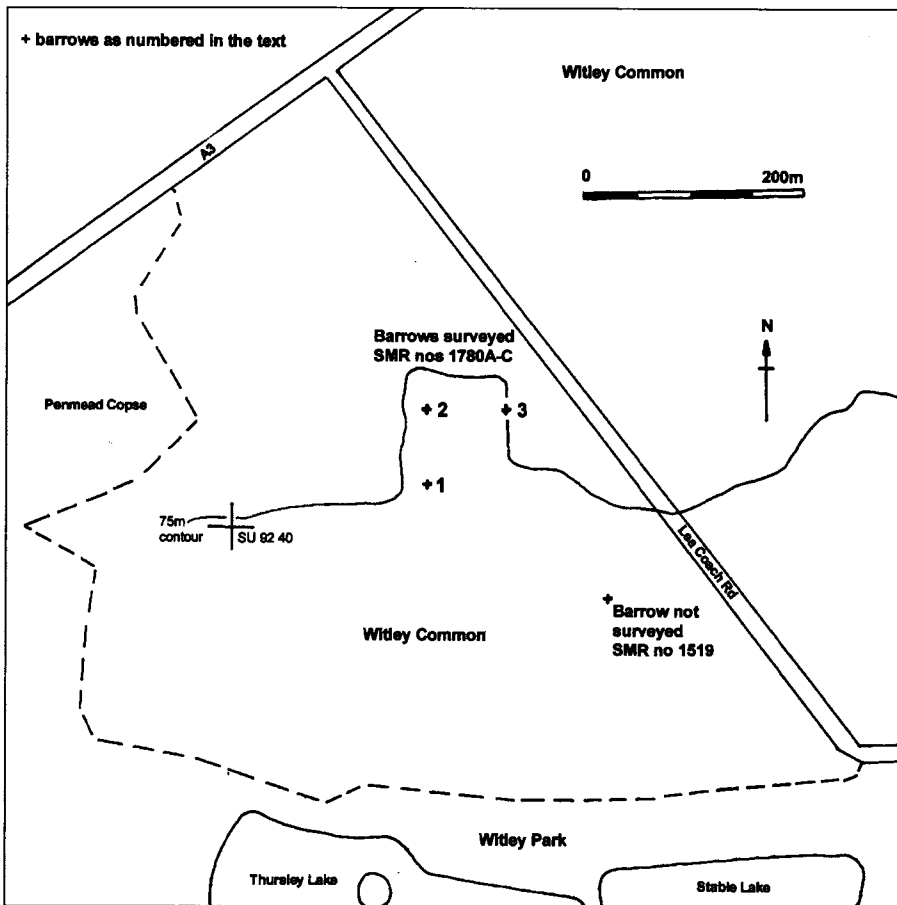 + barrows as numbered in the text
Witley Common
A3
0 200m
N
Barrows surveyed
SMR nos 1780A-C
Penmead Copse
+ 2
+ 3
+ 1
75m
contour
SU 92 40
Lea Coach Rd
+
Barrow not
surveyed
SMR no 1519
Witley Common
Witley Park
Thursley Lake
Stable Lake